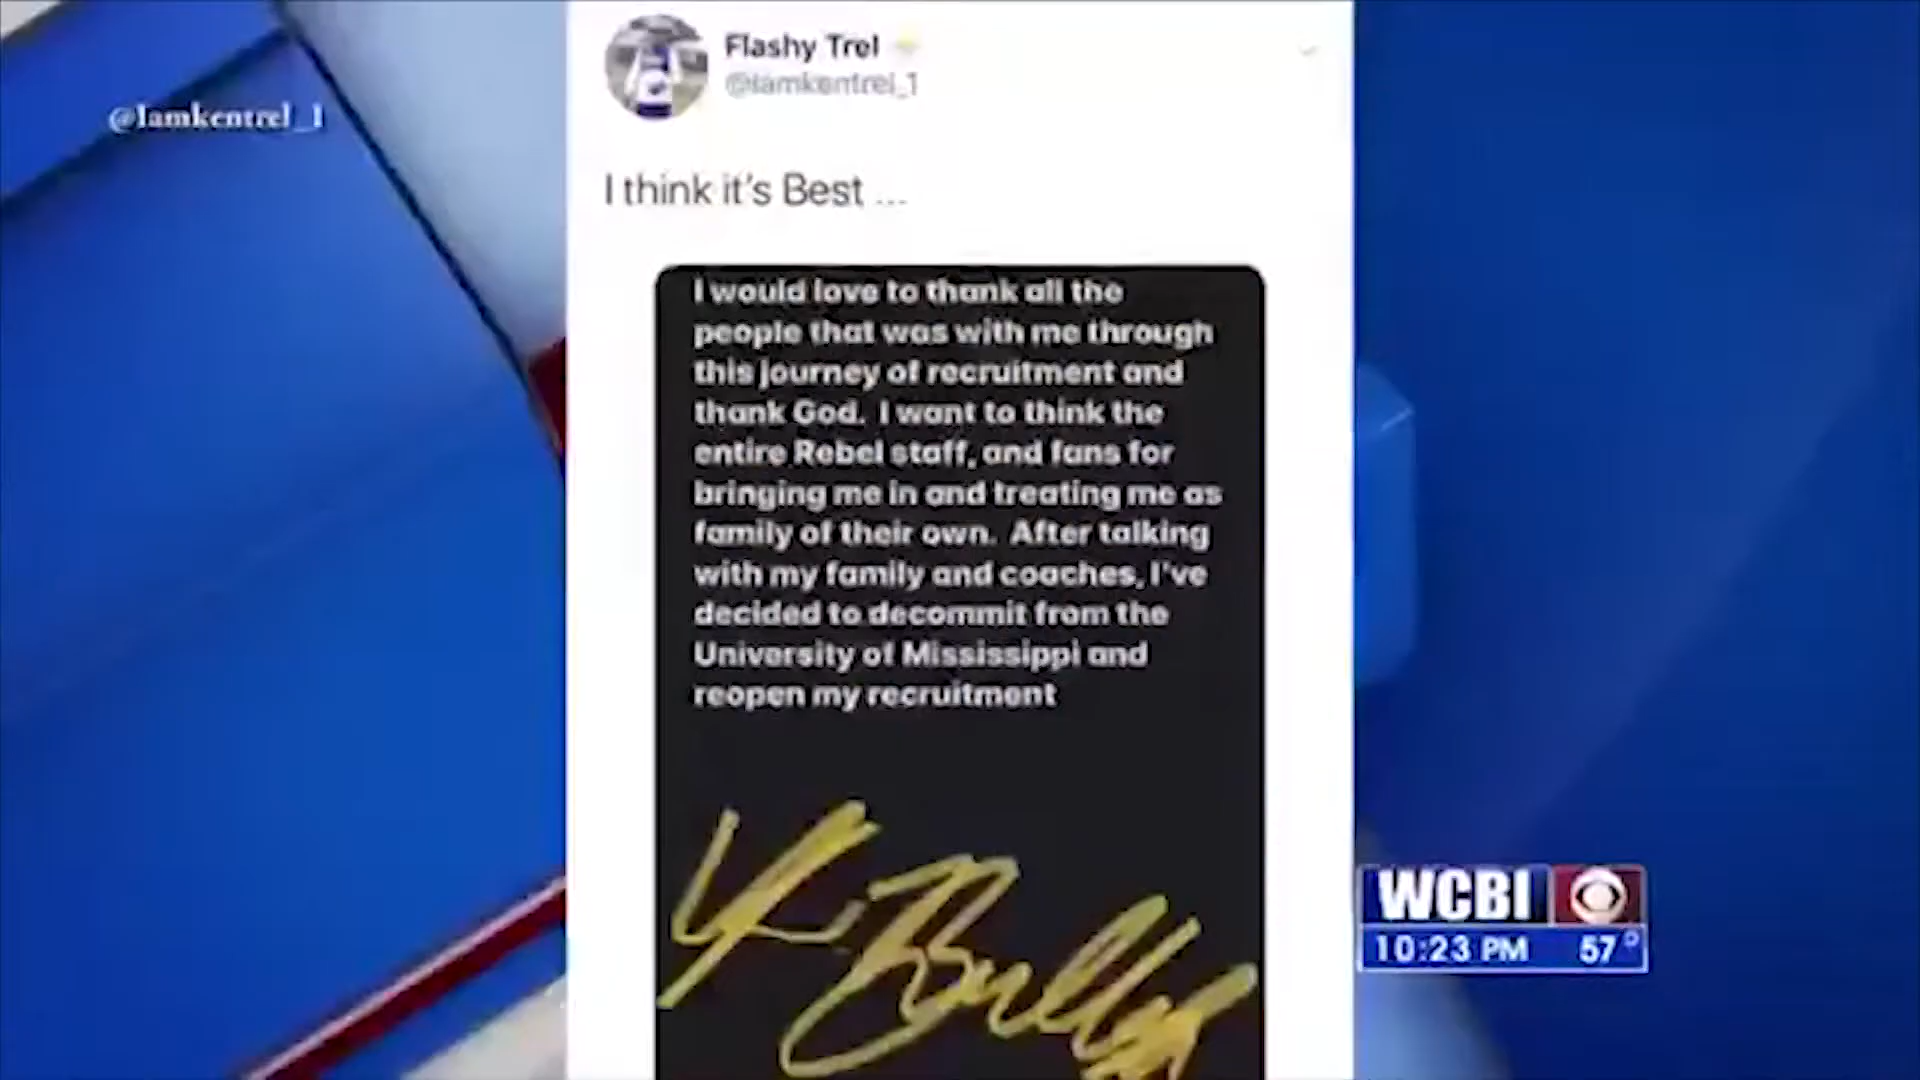 @Iamkentrel_1
Flashy Trel
@Iamkentrel_1
I think it's Best ...
I would love to thank all the
people that was with me through
this journey of recruitment and
thank God. I want to think the
entire Rebel staff, and fans for
bringing me in and treating me as
family of their own. After talking
with my family and coaches, I've
decided to decommit from the
University of Mississippi and
reopen my recruitment
WCBI
10:23 PM 57°